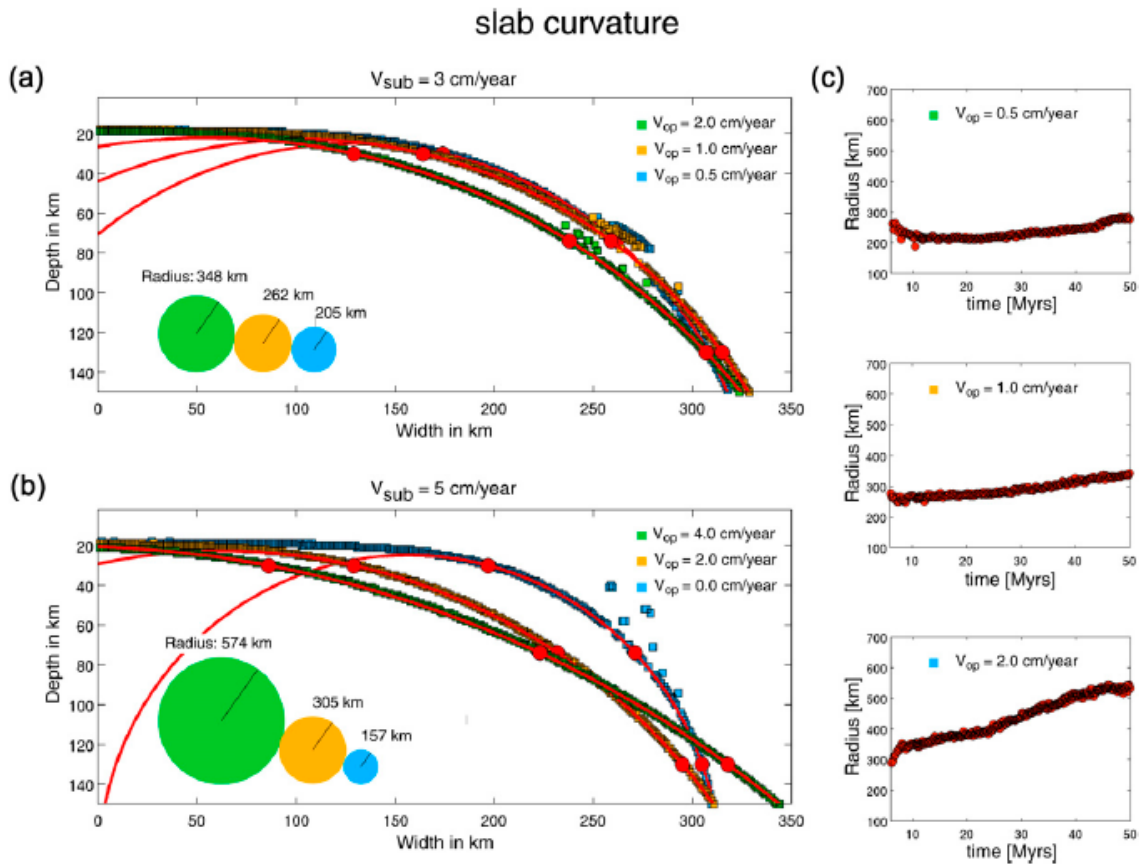 slab curvature
(a)
V_sub = 3 cm/year
V_op = 2.0 cm/year
V_op = 1.0 cm/year
V_op = 0.5 cm/year
Depth in km
20
40
60
80
100
120
140
Radius: 348 km
262 km
205 km
0 50 100 150 200 250 300 350
Width in km
(b)
V_sub = 5 cm/year
V_op = 4.0 cm/year
V_op = 2.0 cm/year
V_op = 0.0 cm/year
Depth in km
20
40
60
80
100
120
140
Radius: 574 km
305 km
157 km
0 50 100 150 200 250 300 350
Width in km
(c)
V_op = 0.5 cm/year
Radius [km]
700
600
500
400
300
200
100
10 20 30 40 50
time [Myrs]
V_op = 1.0 cm/year
Radius [km]
700
600
500
400
300
200
100
10 20 30 40 50
time [Myrs]
V_op = 2.0 cm/year
Radius [km]
700
600
500
400
300
200
100
10 20 30 40 50
time [Myrs]